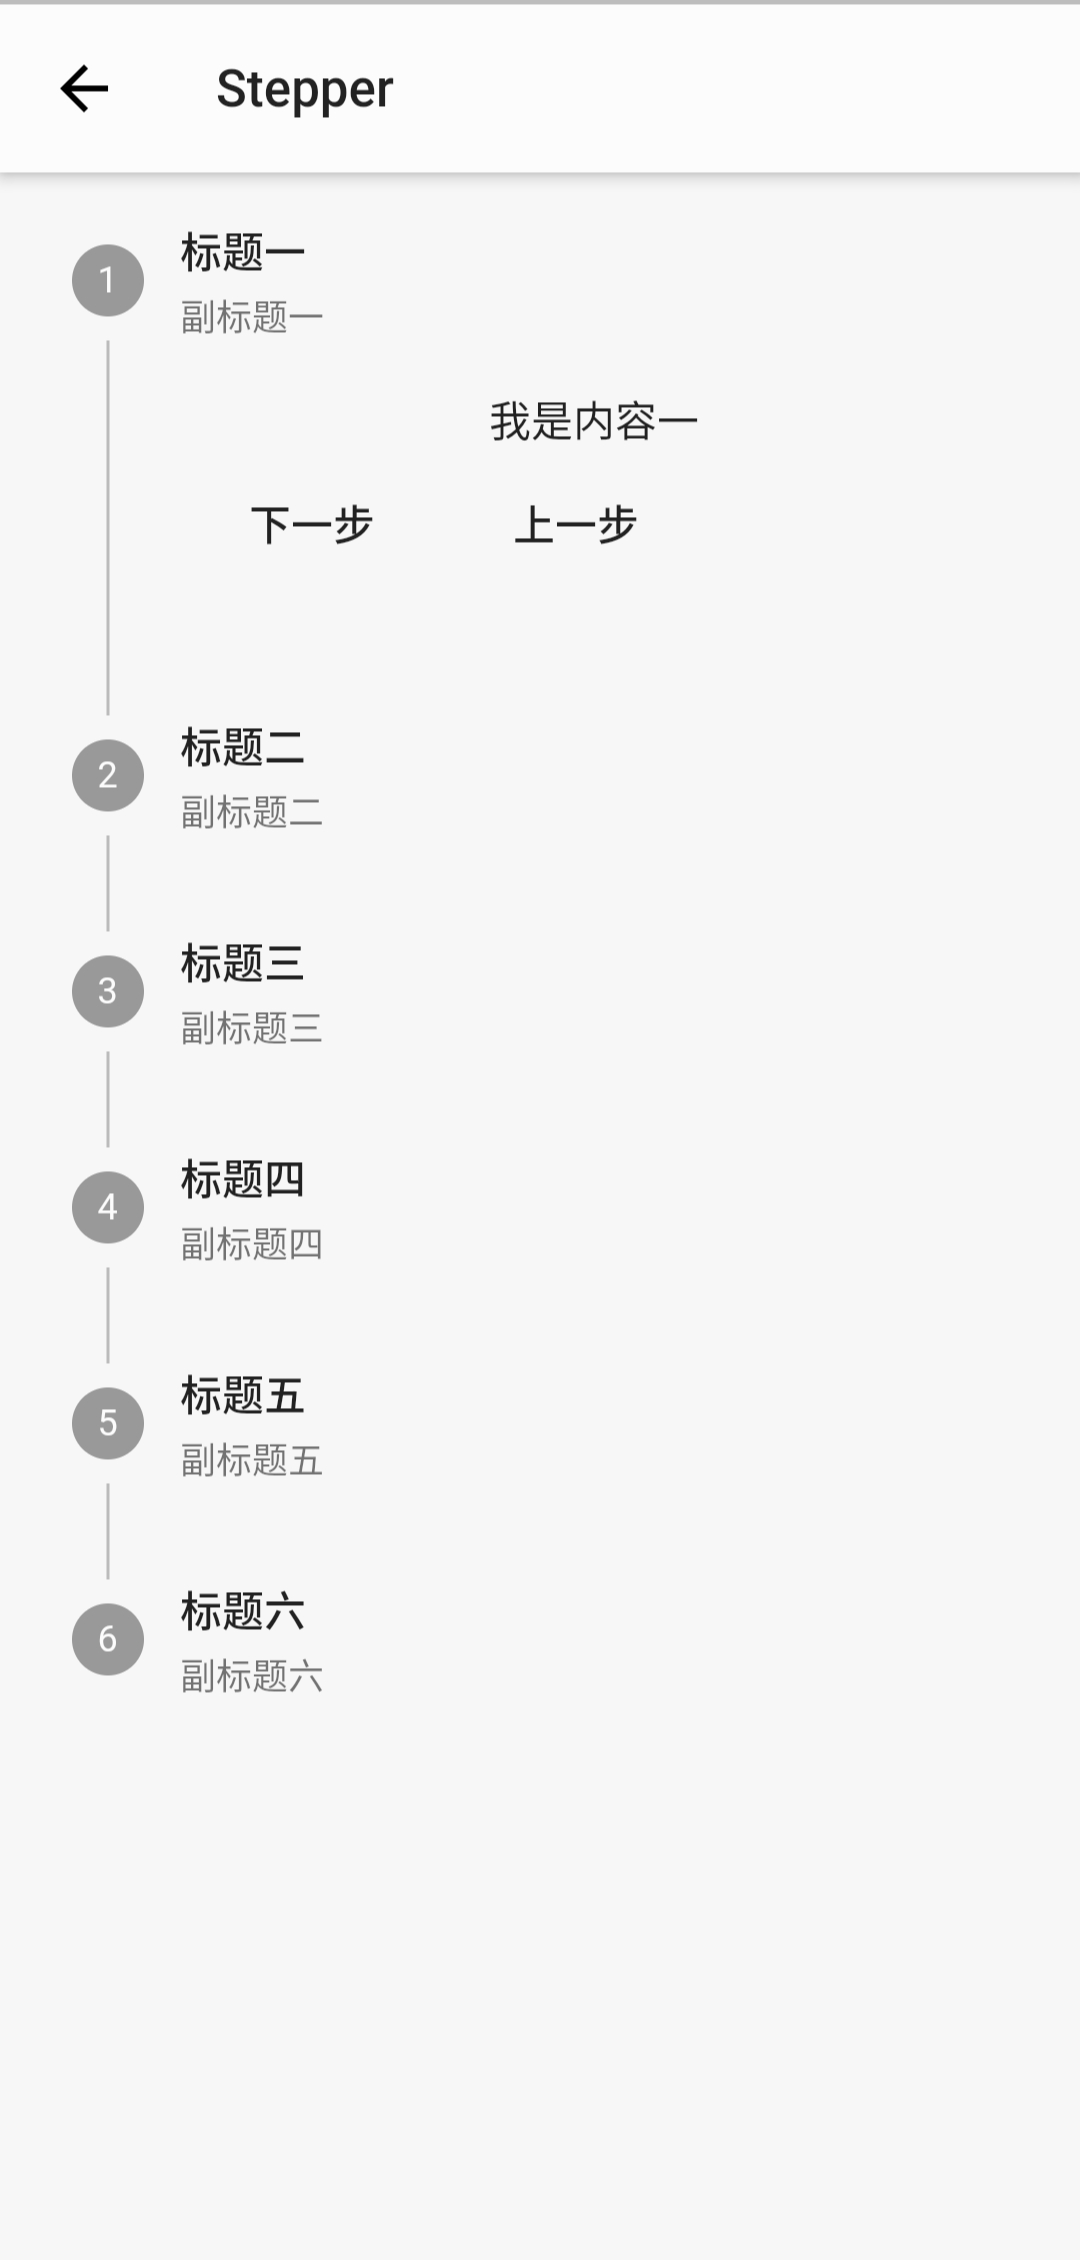 Stepper
1
标题一
副标题一
我是内容一
下一步 上一步
2
标题二
副标题二
3
标题三
副标题三
4
标题四
副标题四
5
标题五
副标题五
6
标题六
副标题六